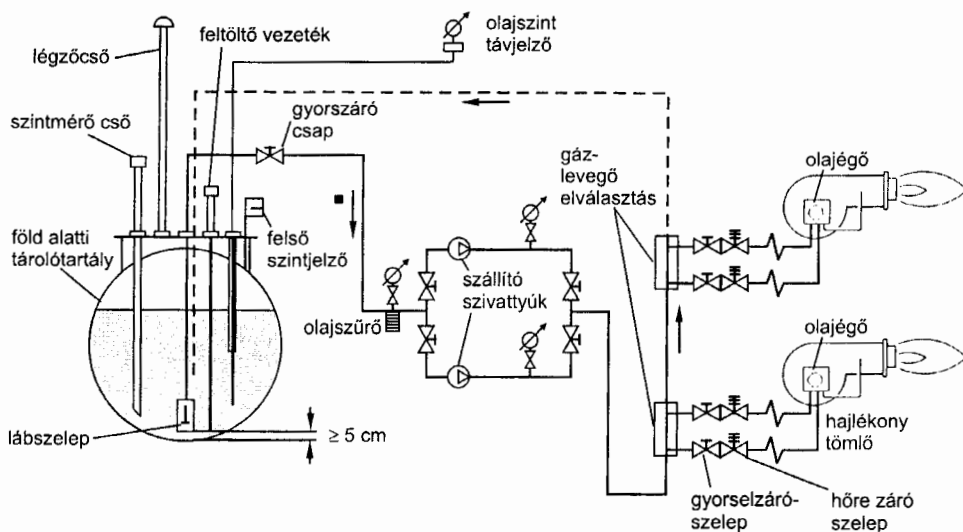 légzőcső
feltöltő vezeték
olajszint
távjelző
szintmérő cső
gyorszáró
csap
gáz-
levegő
elválasztás
olajégő
föld alatti
tárolótartály
felső
szintjelző
szállító
szivattyúk
olajszűrő
olajégő
lábszelep
≥ 5 cm
hajlékony
tömlő
gyorselzáró-
szelep
hőre záró
szelep